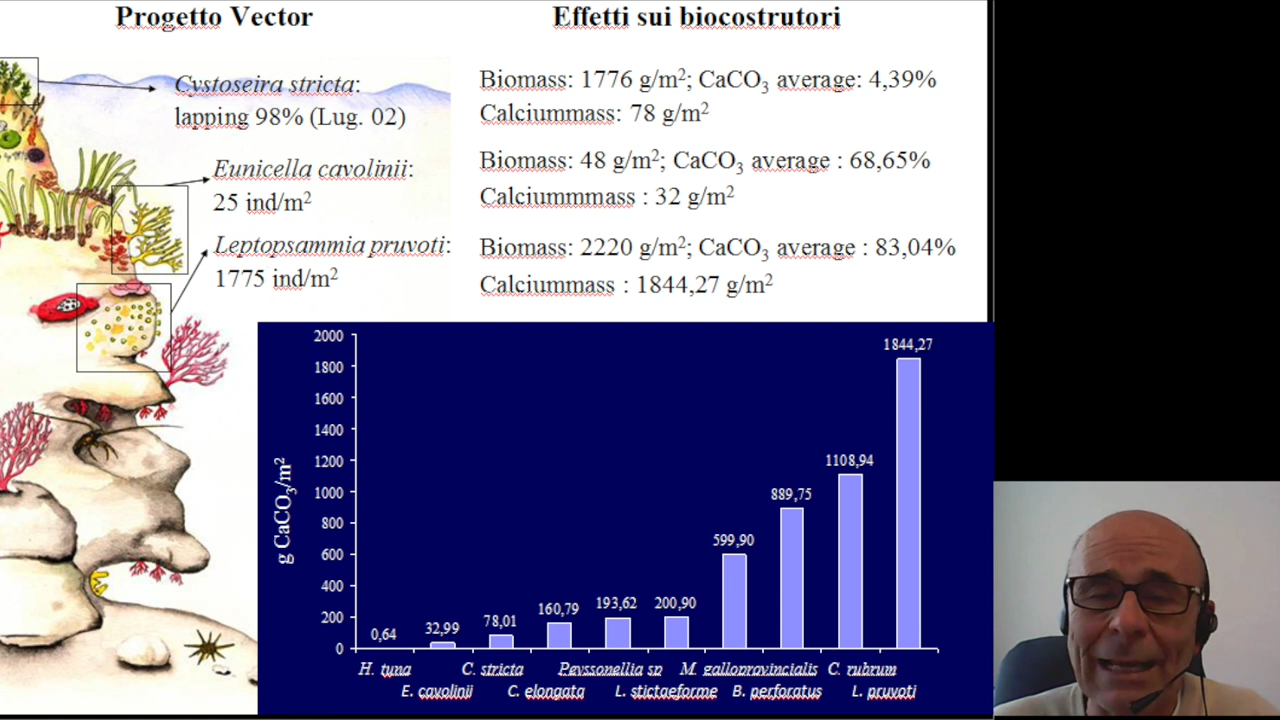 Progetto Vector
Effetti sui biocostrutori
Cystoseira stricta:
lapping 98% (Lug. 02)
Biomass: 1776 g/m²; CaCO₃ average: 4,39%
Calciummass: 78 g/m²
Eunicella cavolinii:
25 ind/m²
Biomass: 48 g/m²; CaCO₃ average : 68,65%
Calciummmass : 32 g/m²
Leptopsammia pruvoti:
1775 ind/m²
Biomass: 2220 g/m²; CaCO₃ average : 83,04%
Calciummass : 1844,27 g/m²
g CaCO₃/m²
2000
1800
1600
1400
1200
1000
800
600
400
200
0
0,64
32,99
78,01
160,79
193,62
200,90
599,90
889,75
1108,94
1844,27
H. tuna C. stricta Peyssonellia sp M. galloprovincialis C. rubrum
E. cavolinii C. elongata L. stictaeforme B. perforatus L. pruvoti